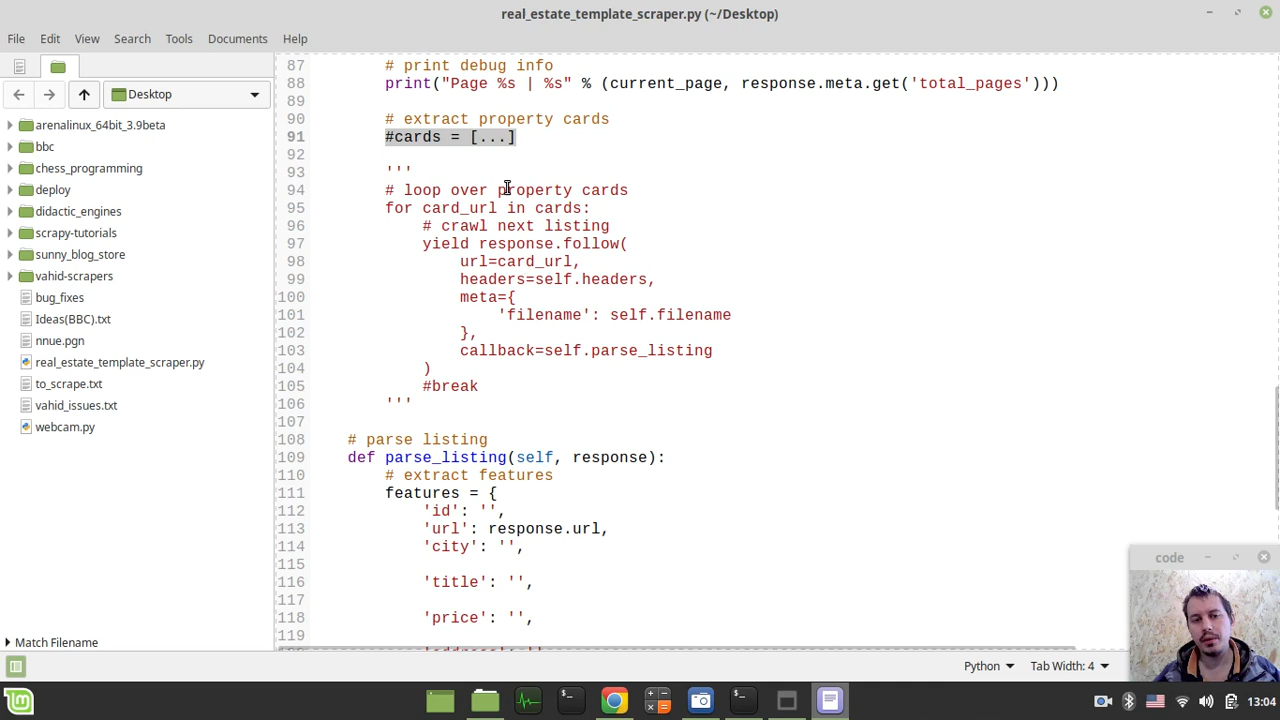 real_estate_template_scraper.py (~/Desktop)
File Edit View Search Tools Documents Help
Desktop
arenalinux_64bit_3.9beta
bbc
chess_programming
deploy
didactic_engines
scrapy-tutorials
sunny_blog_store
vahid-scrapers
bug_fixes
Ideas(BBC).txt
nnue.pgn
real_estate_template_scraper.py
to_scrape.txt
vahid_issues.txt
webcam.py
Match Filename
87 # print debug info
88 print("Page %s | %s" % (current_page, response.meta.get('total_pages')))
89
90 # extract property cards
91 #cards = [...]
92
93 '''
94 # loop over property cards
95 for card_url in cards:
96 # crawl next listing
97 yield response.follow(
98 url=card_url,
99 headers=self.headers,
100 meta={
101 'filename': self.filename
102 },
103 callback=self.parse_listing
104 )
105 #break
106 '''
107
108 # parse listing
109 def parse_listing(self, response):
110 # extract features
111 features = {
112 'id': '',
113 'url': response.url,
114 'city': '',
115
116 'title': '',
117
118 'price': '',
119
code
Python Tab Width: 4
13:04